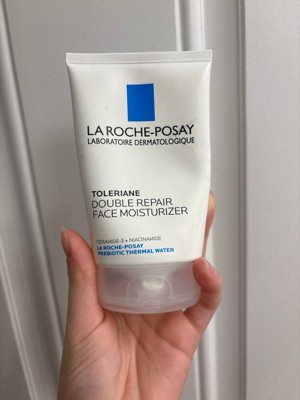 LA ROCHE-POSAY
LABORATOIRE DERMATOLOGIQUE
TOLERIANE
DOUBLE REPAIR
FACE MOISTURIZER
CERAMIDE-3 + NIACINAMIDE
LA ROCHE-POSAY
PREBIOTIC THERMAL WATER